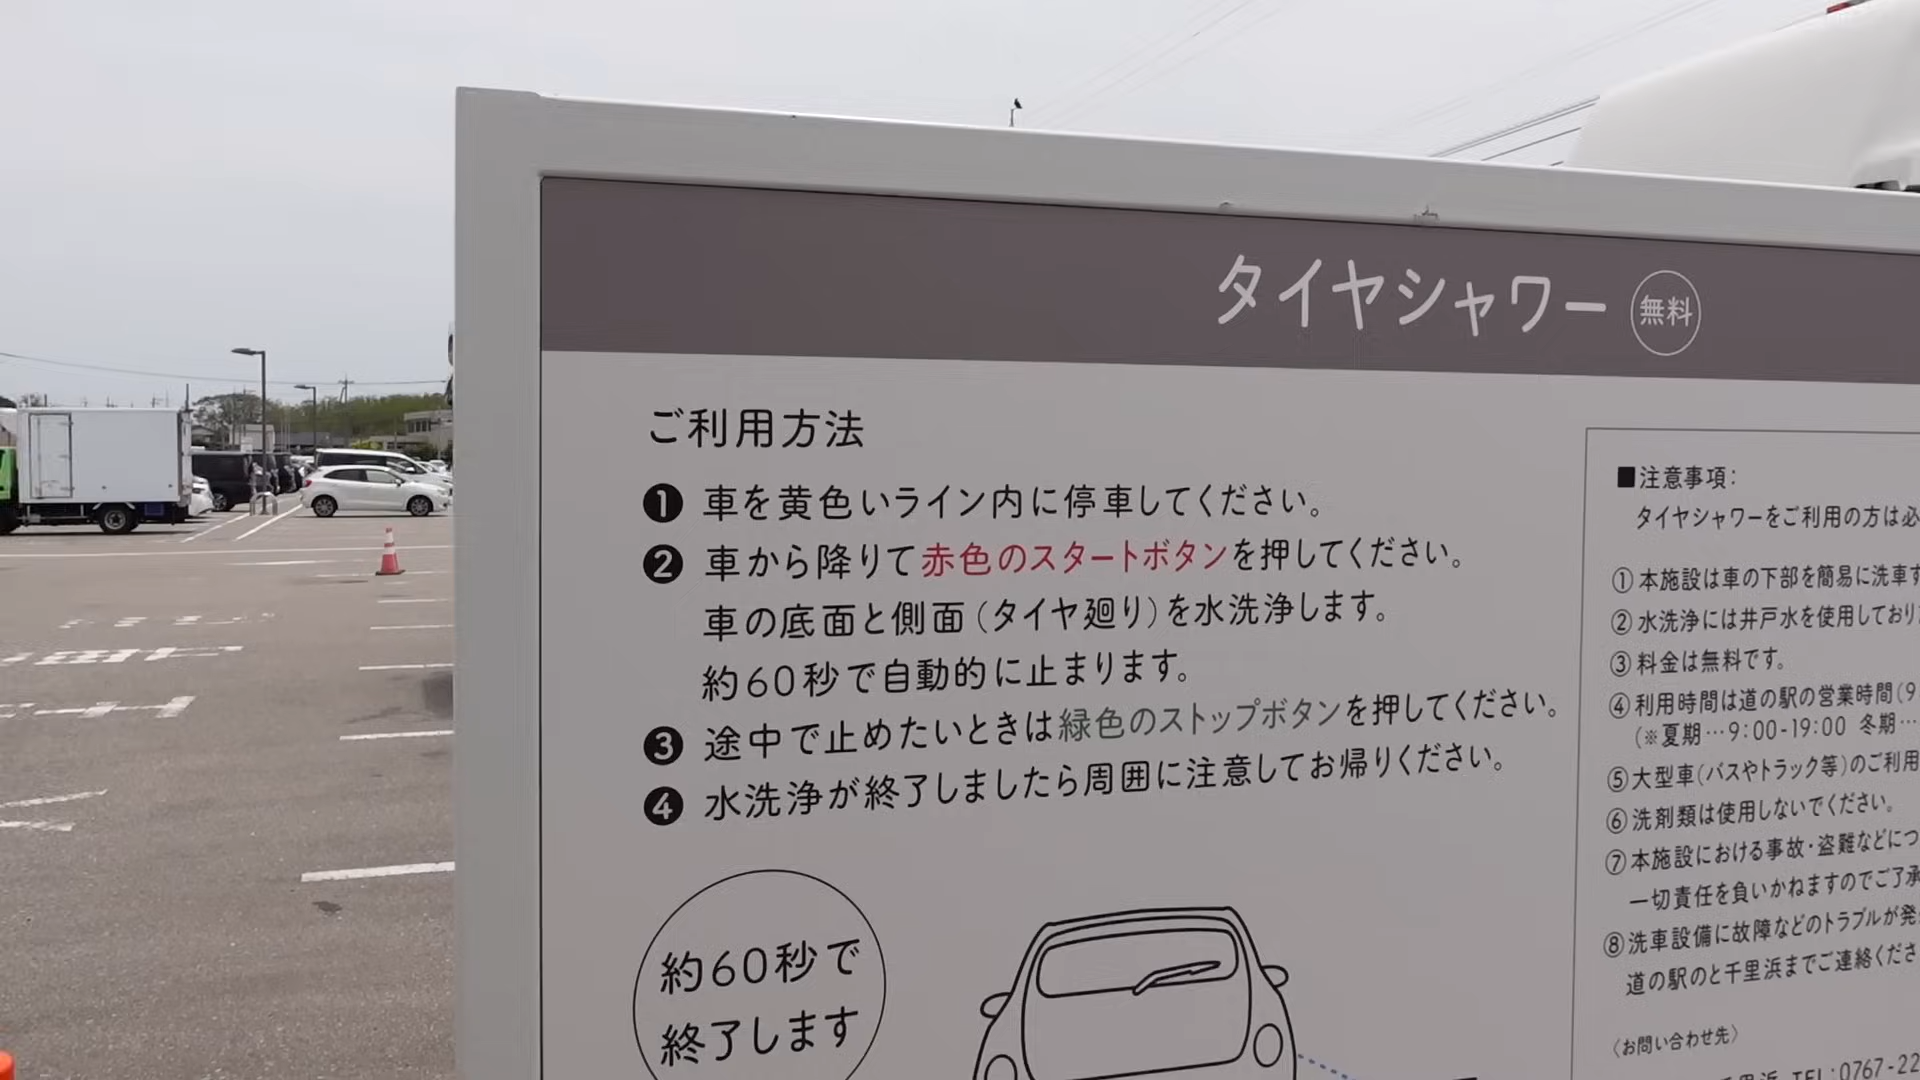 タイヤシャワー 無料
ご利用方法
❶ 車を黄色いライン内に停車してください。
❷ 車から降りて赤色のスタートボタンを押してください。
車の底面と側面(タイヤ廻り)を水洗浄します。
約60秒で自動的に止まります。
❸ 途中で止めたいときは緑色のストップボタンを押してください。
❹ 水洗浄が終了しましたら周囲に注意してお帰りください。
約60秒で
終了します
■注意事項:
タイヤシャワーをご利用の方は必
①本施設は車の下部を簡易に洗車す
②水洗浄には井戸水を使用しており
③料金は無料です。
④利用時間は道の駅の営業時間(9
(※夏期…9:00-19:00 冬期…
⑤大型車(バスやトラック等)のご利用
⑥洗剤類は使用しないでください。
⑦本施設における事故・盗難などにつ
一切責任を負いかねますのでご了承
⑧洗車設備に故障などのトラブルが発
道の駅のと千里浜までご連絡くださ
〈お問い合わせ先〉
千里浜 TEL:0767-22